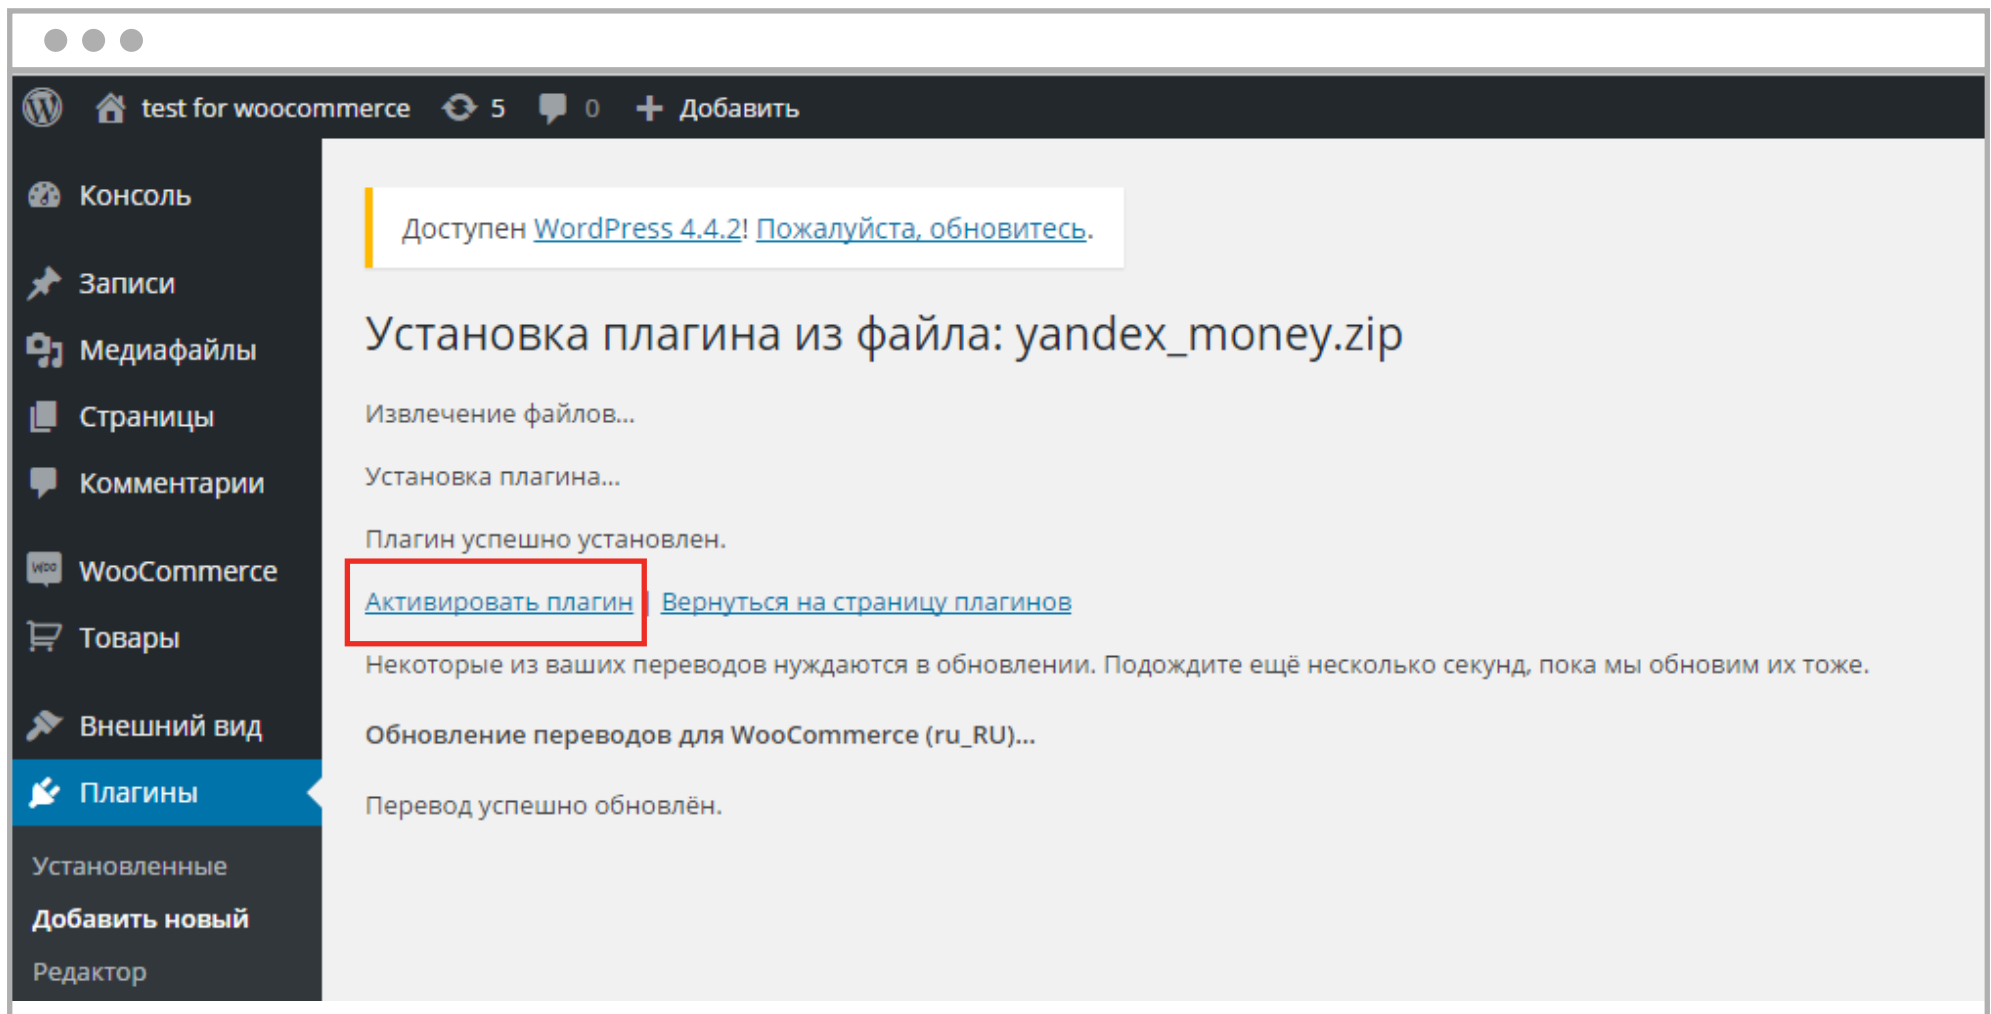 test for woocommerce 5 0 Добавить
Консоль
Записи
Медиафайлы
Страницы
Комментарии
Woo WooCommerce
Товары
Внешний вид
Плагины
Установленные
Добавить новый
Редактор
Доступен WordPress 4.4.2! Пожалуйста, обновитесь.
Установка плагина из файла: yandex_money.zip
Извлечение файлов...
Установка плагина...
Плагин успешно установлен.
Активировать плагин | Вернуться на страницу плагинов
Некоторые из ваших переводов нуждаются в обновлении. Подождите ещё несколько секунд, пока мы обновим их тоже.
Обновление переводов для WooCommerce (ru_RU)...
Перевод успешно обновлён.